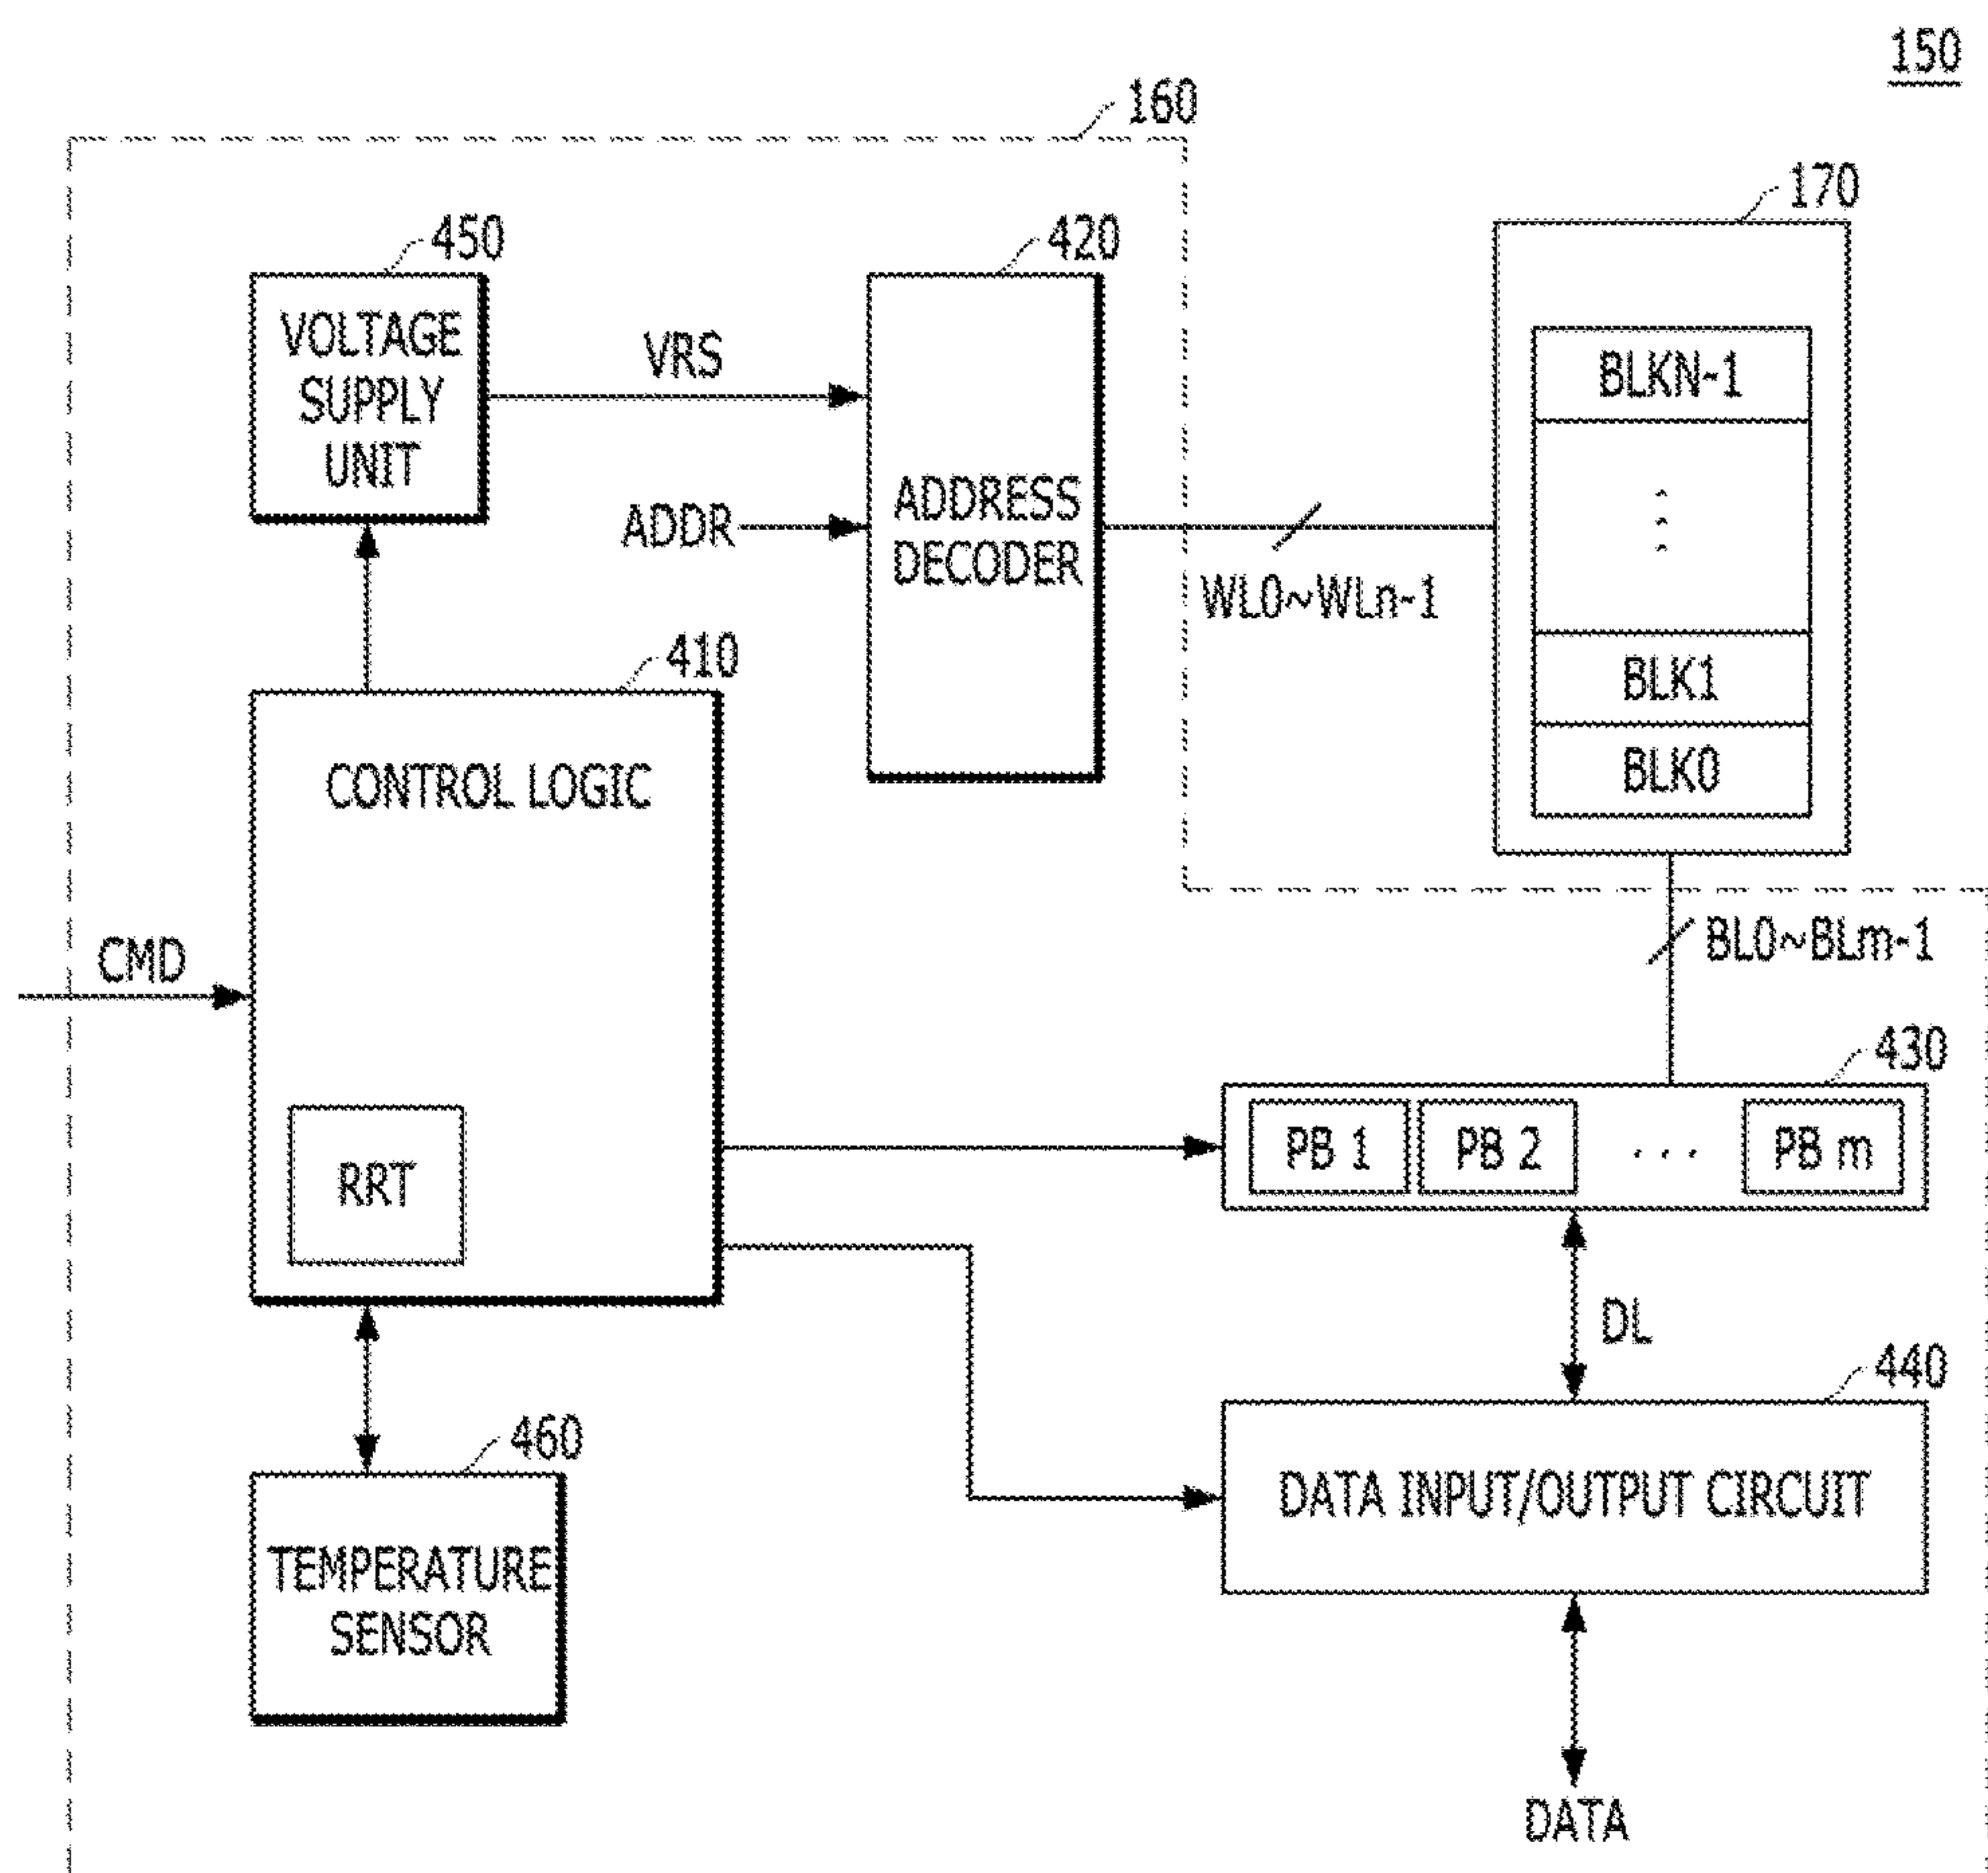 150
160
170
450
420
VOLTAGE
SUPPLY
UNIT
VRS
ADDR
ADDRESS
DECODER
WL0~WLn-1
BLKN-1
BLK1
BLK0
410
CONTROL LOGIC
CMD
RRT
BL0~BLm-1
430
PB 1
PB 2
...
PB m
DL
440
DATA INPUT/OUTPUT CIRCUIT
460
TEMPERATURE
SENSOR
DATA